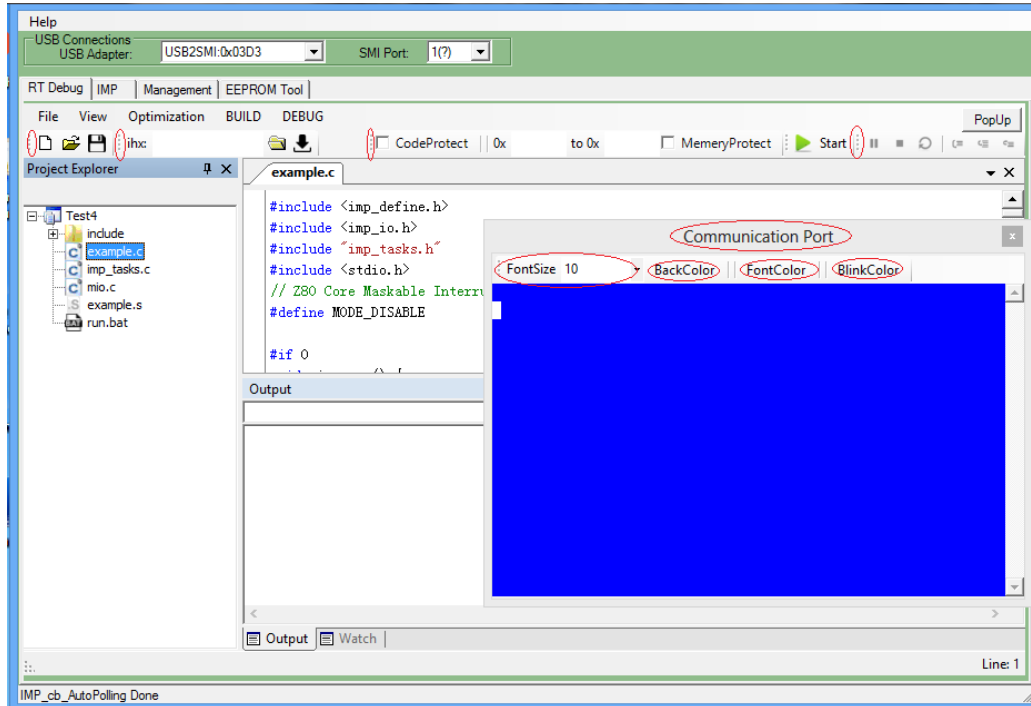 Help
USB Connections
USB Adapter: USB2SMI:0x03D3 SMI Port: 1(?)
RT Debug IMP Management EEPROM Tool
File View Optimization BUILD DEBUG PopUp
ihx: CodeProtect 0x to 0x MemeryProtect Start
Project Explorer
example.c
Test4
include
example.c
imp_tasks.c
mio.c
example.s
run.bat
#include <imp_define.h>
#include <imp_io.h>
#include "imp_tasks.h"
#include <stdio.h>
// Z80 Core Maskable Interru
#define MODE_DISABLE
#if 0
Communication Port
FontSize 10 BackColor FontColor BlinkColor
Output
Output Watch
Line: 1
IMP_cb_AutoPolling Done